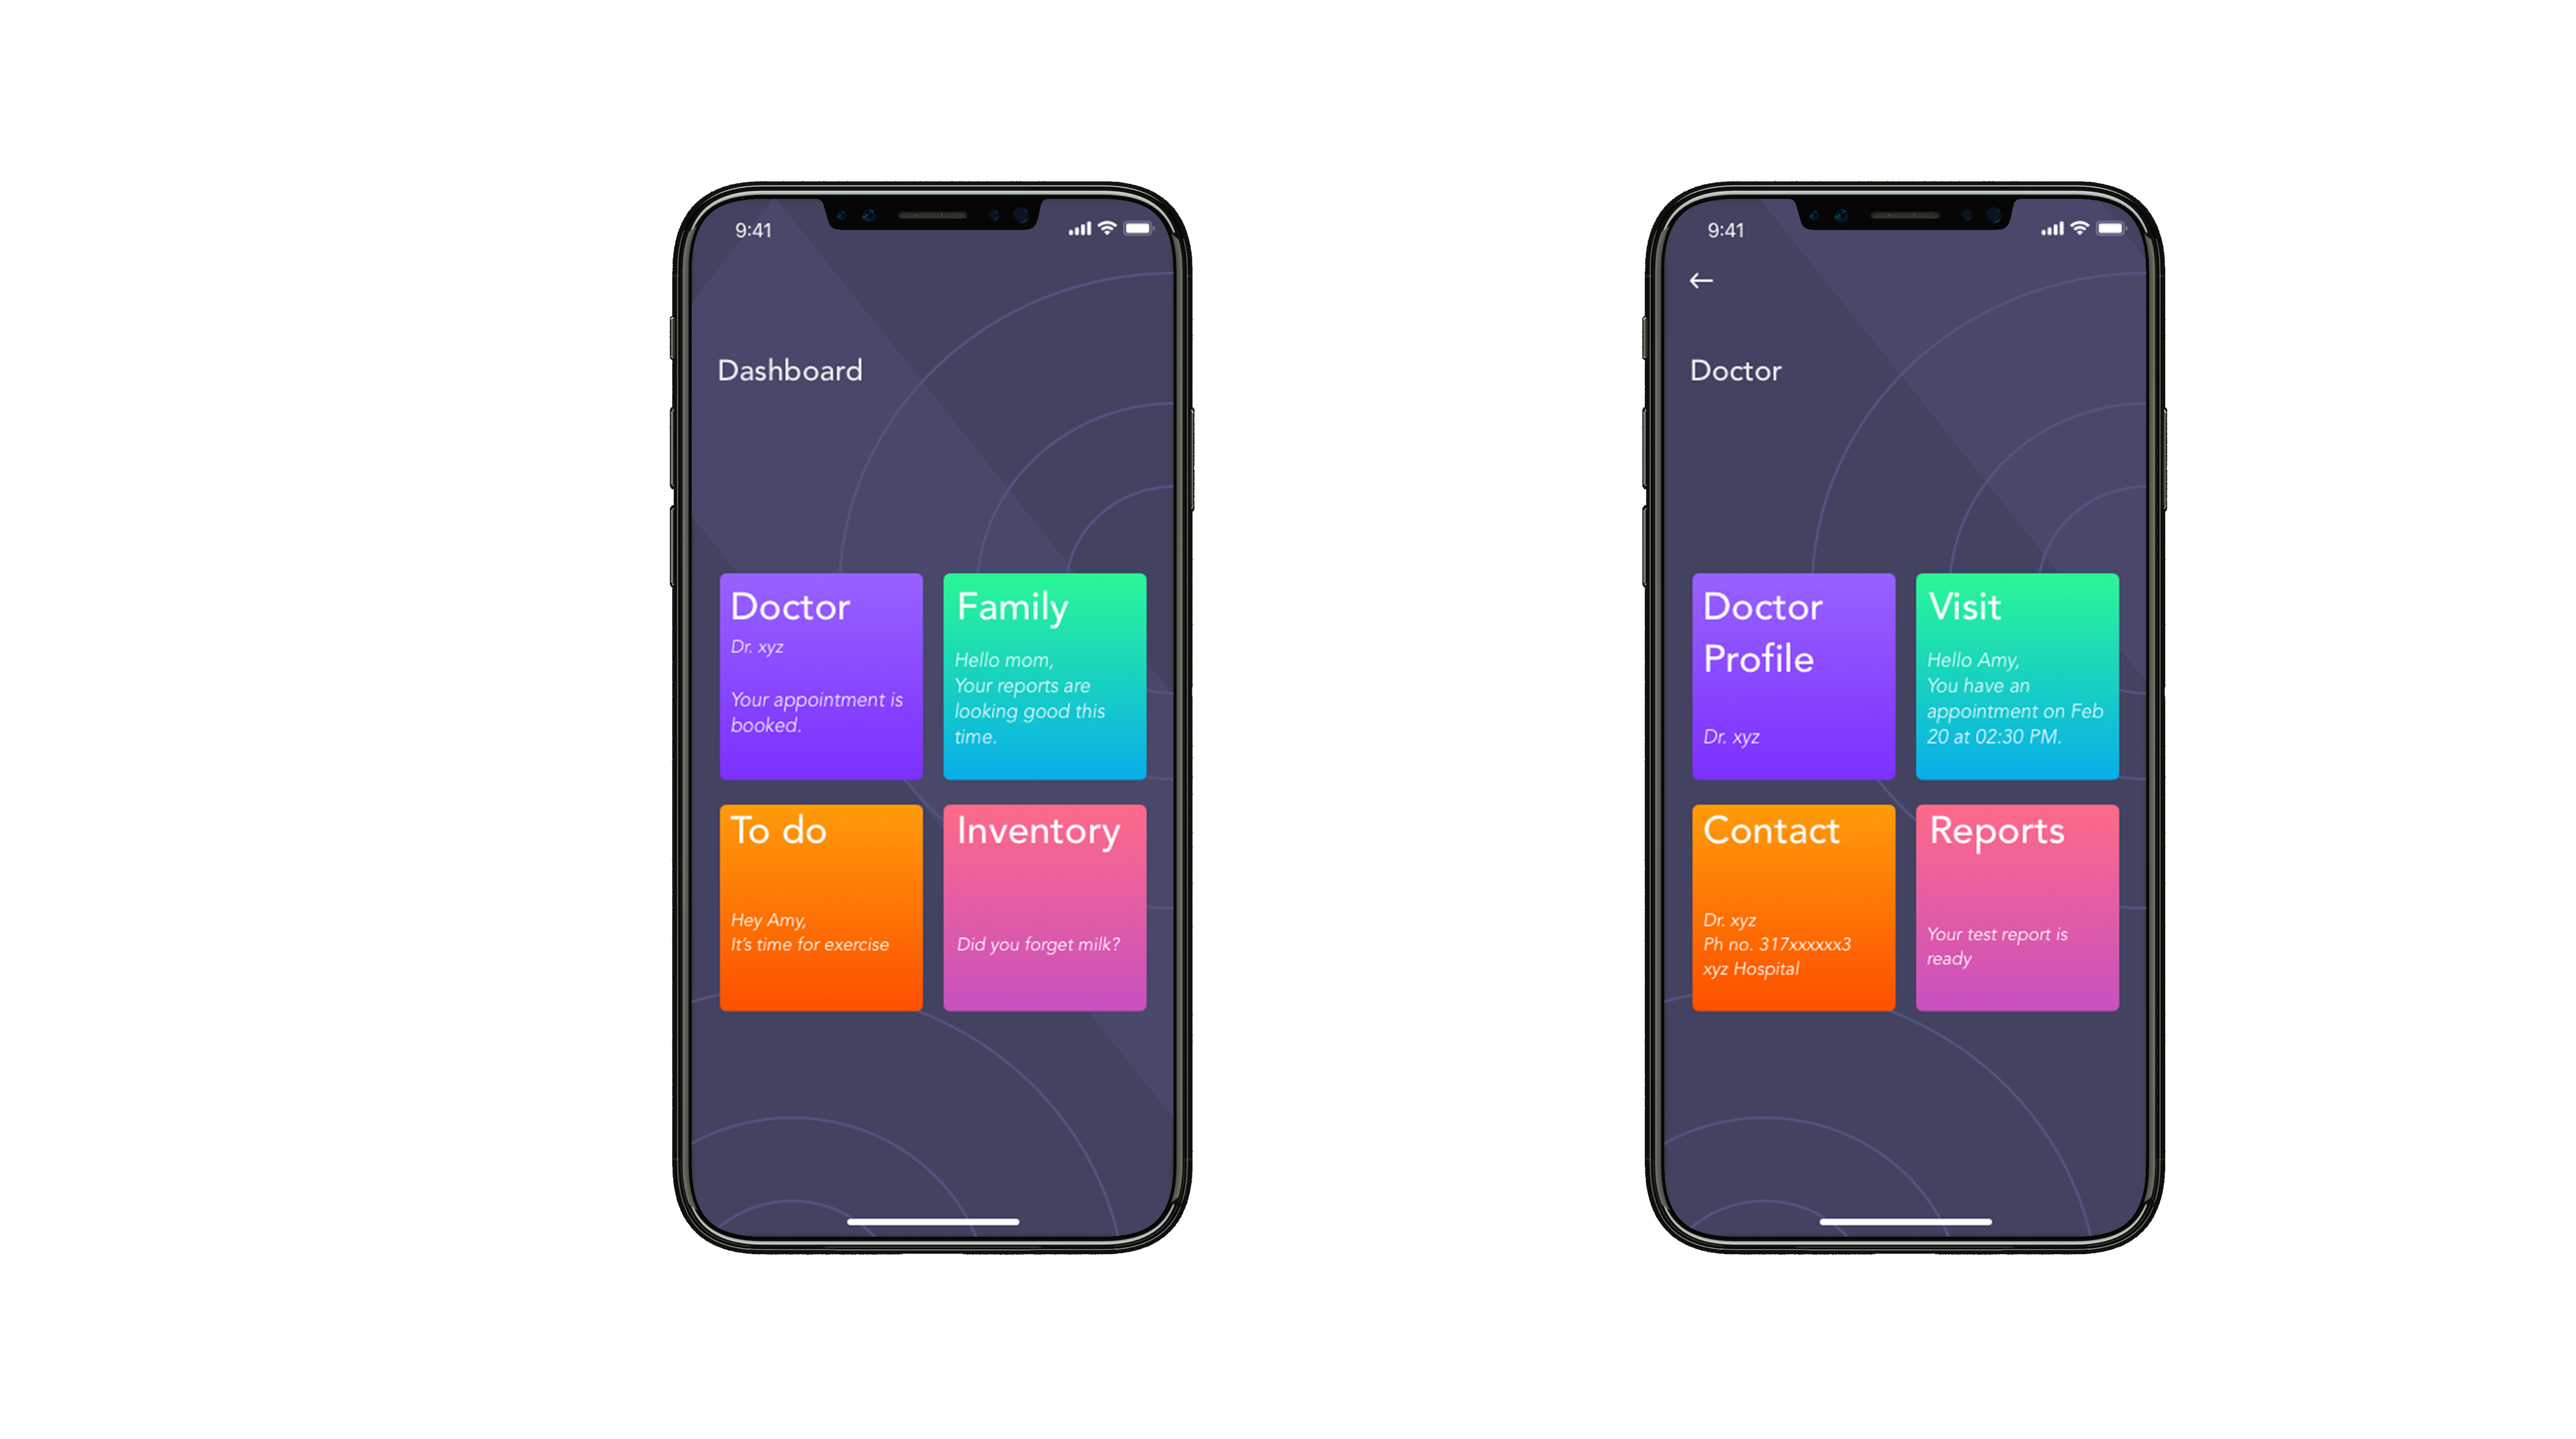 9:41
Dashboard
Doctor
Dr. xyz
Your appointment is
booked.
Family
Hello mom,
Your reports are
looking good this
time.
To do
Hey Amy,
It's time for exercise
Inventory
Did you forget milk?
9:41
Doctor
Doctor
Profile
Dr. xyz
Visit
Hello Amy,
You have an
appointment on Feb
20 at 02:30 PM.
Contact
Dr. xyz
Ph no. 317xxxxxx3
xyz Hospital
Reports
Your test report is
ready